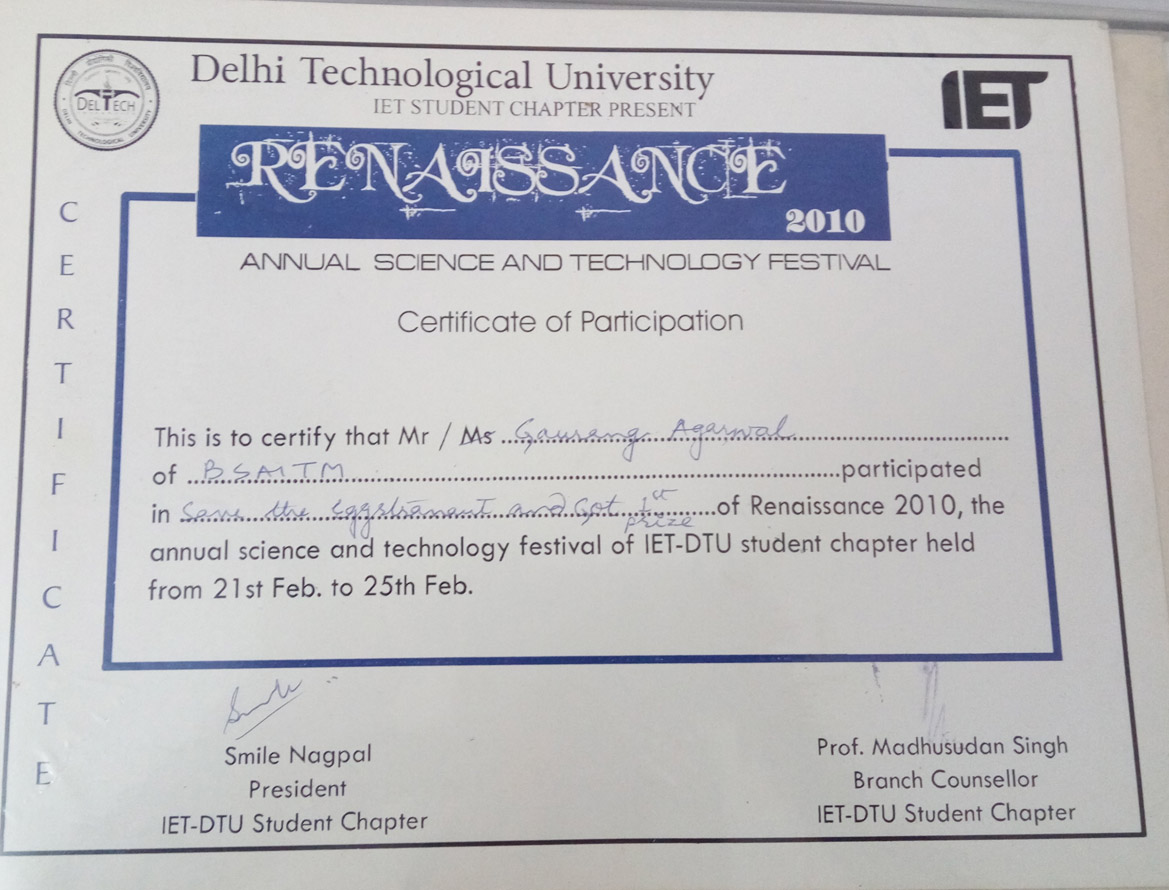 DELTECH
Delhi Technological University
IET STUDENT CHAPTER PRESENT
IET
RENAISSANCE
2010
ANNUAL SCIENCE AND TECHNOLOGY FESTIVAL
Certificate of Participation
CERTIFICATE
This is to certify that Mr / Ms Gaurang Agarwal
of BSAITM participated
in Save the Eggstranaut and Got 1st prize of Renaissance 2010, the
annual science and technology festival of IET-DTU student chapter held
from 21st Feb. to 25th Feb.
Smile Nagpal
President
IET-DTU Student Chapter
Prof. Madhusudan Singh
Branch Counsellor
IET-DTU Student Chapter